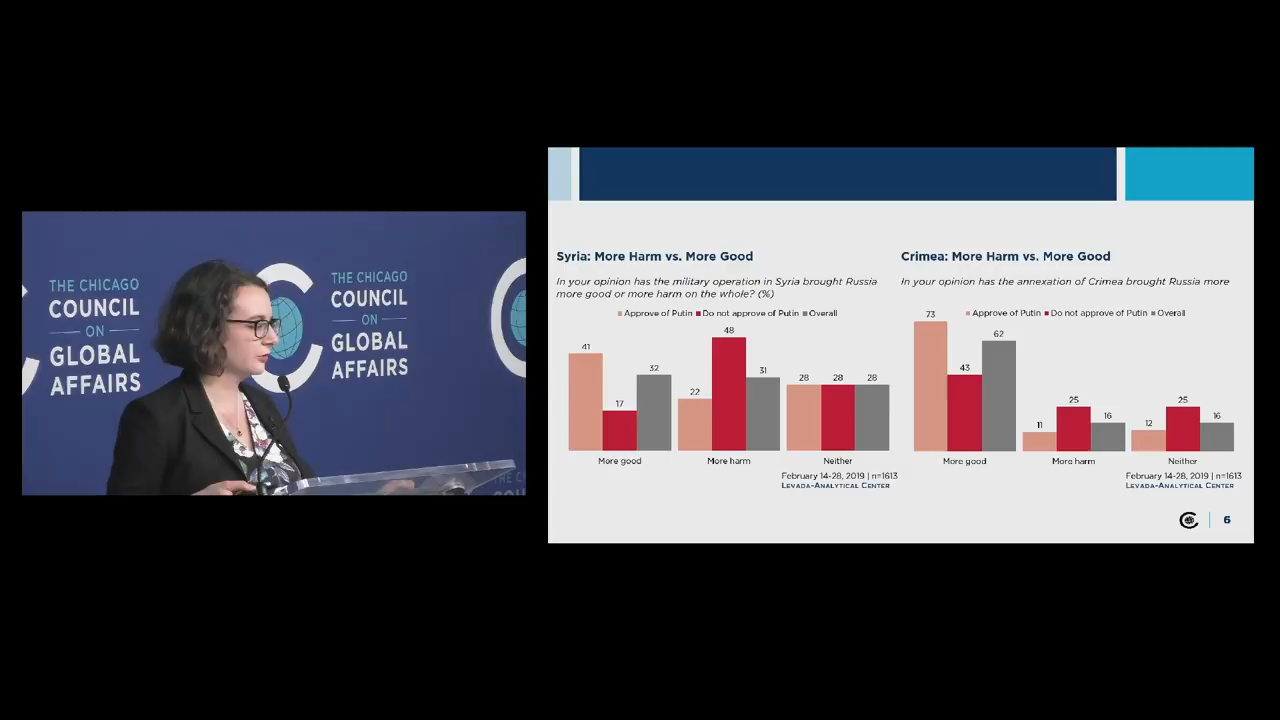 THE CHICAGO
COUNCIL
ON
GLOBAL
AFFAIRS
THE CHICAGO
COUNCIL
ON
GLOBAL
AFFAIRS
THE C
COU
Syria: More Harm vs. More Good
In your opinion has the military operation in Syria brought Russia
more good or more harm on the whole? (%)
Approve of Putin Do not approve of Putin Overall
41 17 32
22 48 31
28 28 28
More good More harm Neither
February 14-28, 2019 | n=1613
LEVADA-ANALYTICAL CENTER
Crimea: More Harm vs. More Good
In your opinion has the annexation of Crimea brought Russia more
Approve of Putin Do not approve of Putin Overall
73 43 62
11 25 16
12 25 16
More good More harm Neither
February 14-28, 2019 | n=1613
LEVADA-ANALYTICAL CENTER
6